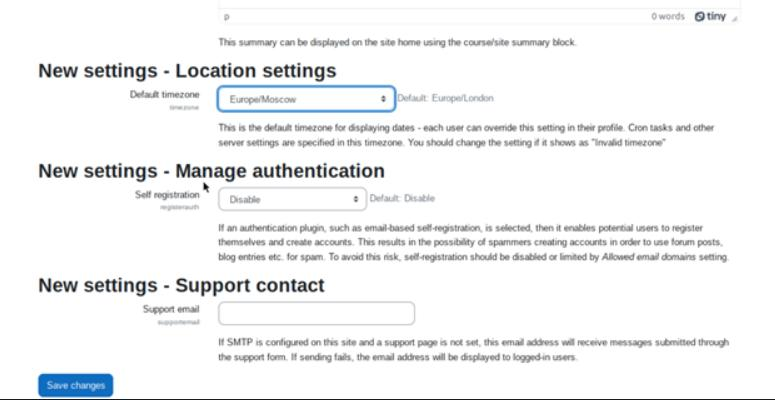 p
0 words tiny
This summary can be displayed on the site home using the course/site summary block.
New settings - Location settings
Default timezone
timezone
Europe/Moscow
Default: Europe/London
This is the default timezone for displaying dates - each user can override this setting in their profile. Cron tasks and other
server settings are specified in this timezone. You should change the setting if it shows as "Invalid timezone"
New settings - Manage authentication
Self registration
registerauth
Disable
Default: Disable
If an authentication plugin, such as email-based self-registration, is selected, then it enables potential users to register
themselves and create accounts. This results in the possibility of spammers creating accounts in order to use forum posts,
blog entries etc. for spam. To avoid this risk, self-registration should be disabled or limited by Allowed email domains setting.
New settings - Support contact
Support email
supportemail
If SMTP is configured on this site and a support page is not set, this email address will receive messages submitted through
the support form. If sending fails, the email address will be displayed to logged-in users.
Save changes